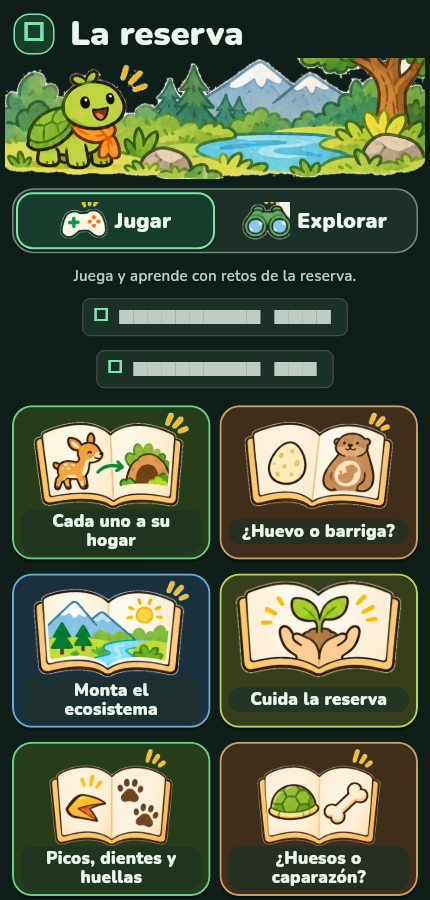 La reserva
Jugar
Explorar
Juega y aprende con retos de la reserva.
Cada uno a su
hogar
¿Huevo o barriga?
Monta el
ecosistema
Cuida la reserva
Picos, dientes y
huellas
¿Huesos o
caparazón?